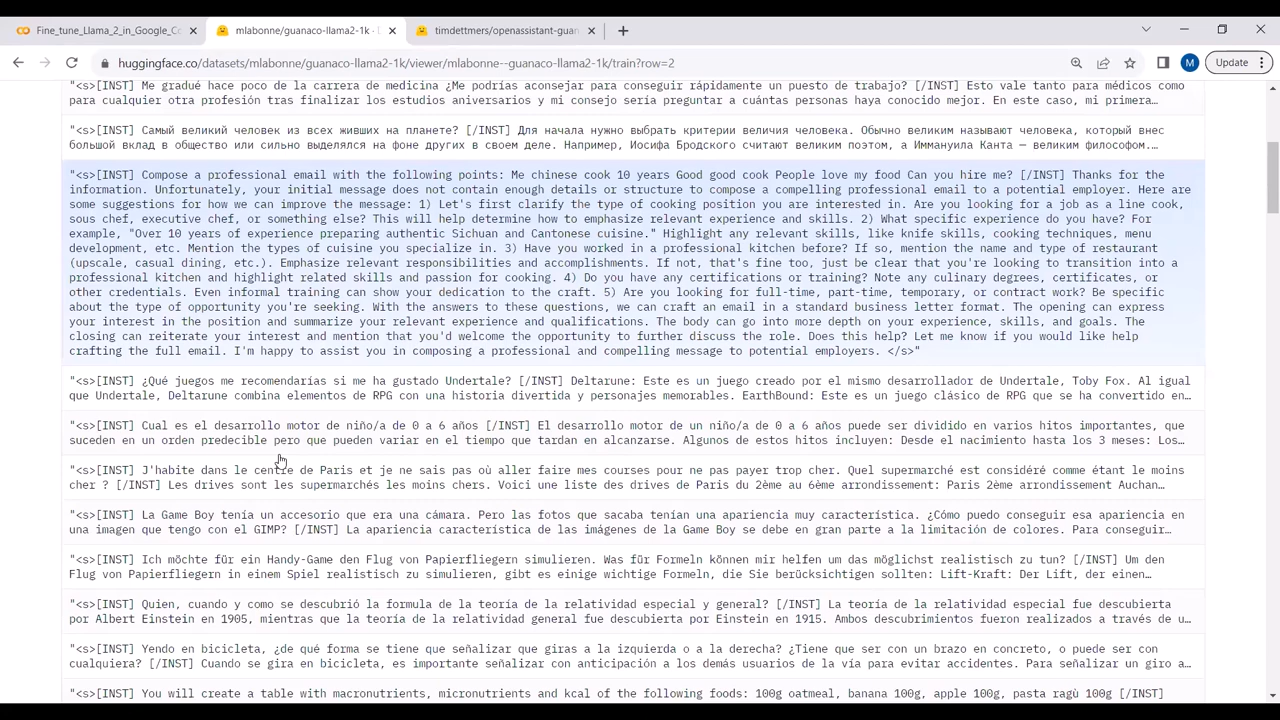 Fine_tune_Llama_2_in_Google_C
mlabonne/guanaco-llama2-1k ·
timdettmers/openassistant-guan
huggingface.co/datasets/mlabonne/guanaco-llama2-1k/viewer/mlabonne--guanaco-llama2-1k/train?row=2
M
Update
"<s>[INST] Me gradué hace poco de la carrera de medicina ¿Me podrías aconsejar para conseguir rápidamente un puesto de trabajo? [/INST] Esto vale tanto para médicos como
para cualquier otra profesión tras finalizar los estudios aniversarios y mi consejo sería preguntar a cuántas personas haya conocido mejor. En este caso, mi primera…
"<s>[INST] Самый великий человек из всех живших на планете? [/INST] Для начала нужно выбрать критерии величия человека. Обычно великим называют человека, который внес
большой вклад в общество или сильно выделялся на фоне других в своем деле. Например, Иосифа Бродского считают великим поэтом, а Иммануила Канта — великим философом.…
"<s>[INST] Compose a professional email with the following points: Me chinese cook 10 years Good good cook People love my food Can you hire me? [/INST] Thanks for the
information. Unfortunately, your initial message does not contain enough details or structure to compose a compelling professional email to a potential employer. Here are
some suggestions for how we can improve the message: 1) Let's first clarify the type of cooking position you are interested in. Are you looking for a job as a line cook,
sous chef, executive chef, or something else? This will help determine how to emphasize relevant experience and skills. 2) What specific experience do you have? For
example, "Over 10 years of experience preparing authentic Sichuan and Cantonese cuisine." Highlight any relevant skills, like knife skills, cooking techniques, menu
development, etc. Mention the types of cuisine you specialize in. 3) Have you worked in a professional kitchen before? If so, mention the name and type of restaurant
(upscale, casual dining, etc.). Emphasize relevant responsibilities and accomplishments. If not, that's fine too, just be clear that you're looking to transition into a
professional kitchen and highlight related skills and passion for cooking. 4) Do you have any certifications or training? Note any culinary degrees, certificates, or
other credentials. Even informal training can show your dedication to the craft. 5) Are you looking for full-time, part-time, temporary, or contract work? Be specific
about the type of opportunity you're seeking. With the answers to these questions, we can craft an email in a standard business letter format. The opening can express
your interest in the position and summarize your relevant experience and qualifications. The body can go into more depth on your experience, skills, and goals. The
closing can reiterate your interest and mention that you'd welcome the opportunity to further discuss the role. Does this help? Let me know if you would like help
crafting the full email. I'm happy to assist you in composing a professional and compelling message to potential employers. </s>"
"<s>[INST] ¿Qué juegos me recomendarías si me ha gustado Undertale? [/INST] Deltarune: Este es un juego creado por el mismo desarrollador de Undertale, Toby Fox. Al igual
que Undertale, Deltarune combina elementos de RPG con una historia divertida y personajes memorables. EarthBound: Este es un juego clásico de RPG que se ha convertido en…
"<s>[INST] Cual es el desarrollo motor de niño/a de 0 a 6 años [/INST] El desarrollo motor de un niño/a de 0 a 6 años puede ser dividido en varios hitos importantes, que
suceden en un orden predecible pero que pueden variar en el tiempo que tardan en alcanzarse. Algunos de estos hitos incluyen: Desde el nacimiento hasta los 3 meses: Los…
"<s>[INST] J'habite dans le centre de Paris et je ne sais pas où aller faire mes courses pour ne pas payer trop cher. Quel supermarché est considéré comme étant le moins
cher ? [/INST] Les drives sont les supermarchés les moins chers. Voici une liste des drives de Paris du 2ème au 6ème arrondissement: Paris 2ème arrondissement Auchan…
"<s>[INST] La Game Boy tenía un accesorio que era una cámara. Pero las fotos que sacaba tenían una apariencia muy característica. ¿Cómo puedo conseguir esa apariencia en
una imagen que tengo con el GIMP? [/INST] La apariencia característica de las imágenes de la Game Boy se debe en gran parte a la limitación de colores. Para conseguir…
"<s>[INST] Ich möchte für ein Handy-Game den Flug von Papierfliegern simulieren. Was für Formeln können mir helfen um das möglichst realistisch zu tun? [/INST] Um den
Flug von Papierfliegern in einem Spiel realistisch zu simulieren, gibt es einige wichtige Formeln, die Sie berücksichtigen sollten: Lift-Kraft: Der Lift, der einen…
"<s>[INST] Quien, cuando y como se descubrió la formula de la teoría de la relatividad especial y general? [/INST] La teoría de la relatividad especial fue descubierta
por Albert Einstein en 1905, mientras que la teoría de la relatividad general fue descubierta por Einstein en 1915. Ambos descubrimientos fueron realizados a través de u…
"<s>[INST] Yendo en bicicleta, ¿de qué forma se tiene que señalizar que giras a la izquierda o a la derecha? ¿Tiene que ser con un brazo en concreto, o puede ser con
cualquiera? [/INST] Cuando se gira en bicicleta, es importante señalizar con anticipación a los demás usuarios de la vía para evitar accidentes. Para señalizar un giro a…
"<s>[INST] You will create a table with macronutrients, micronutrients and kcal of the following foods: 100g oatmeal, banana 100g, apple 100g, pasta ragù 100g [/INST]